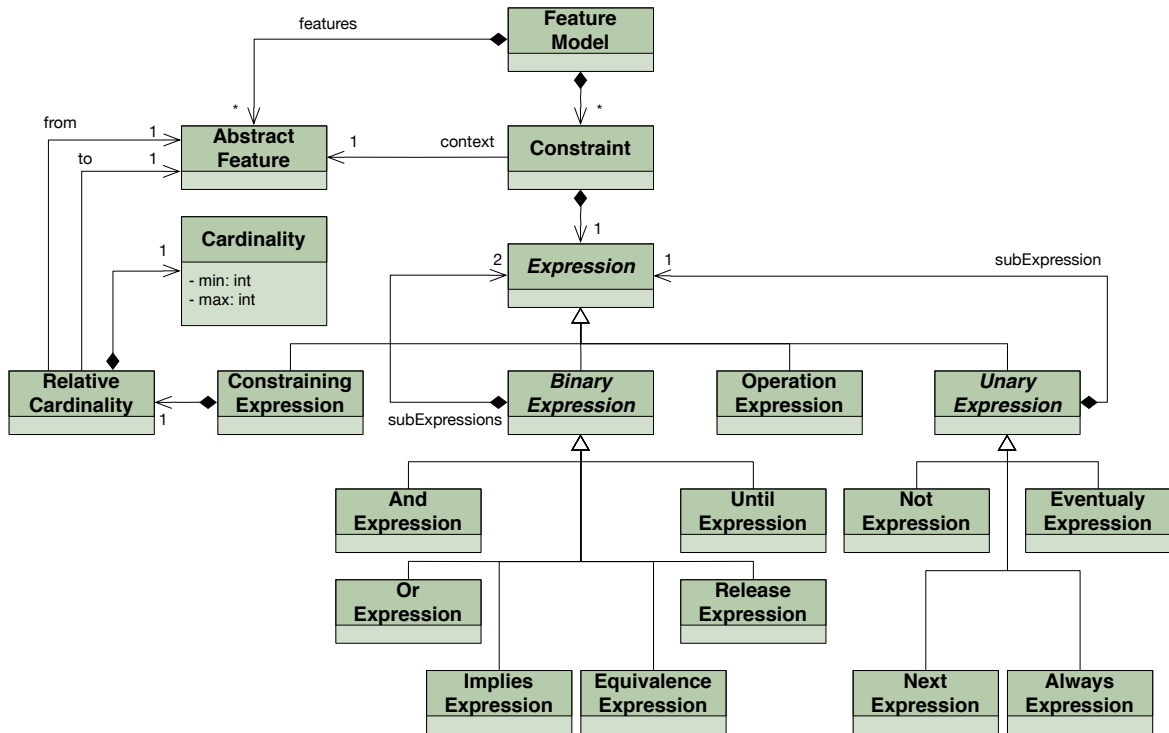 features
Feature
Model
*
*
from
1
Abstract
Feature
1
context
Constraint
to
1
1
Cardinality
- min: int
- max: int
1
2
Expression
1
subExpression
Relative
Cardinality
1
Constraining
Expression
subExpressions
Binary
Expression
Operation
Expression
Unary
Expression
And
Expression
Until
Expression
Not
Expression
Eventualy
Expression
Or
Expression
Release
Expression
Implies
Expression
Equivalence
Expression
Next
Expression
Always
Expression